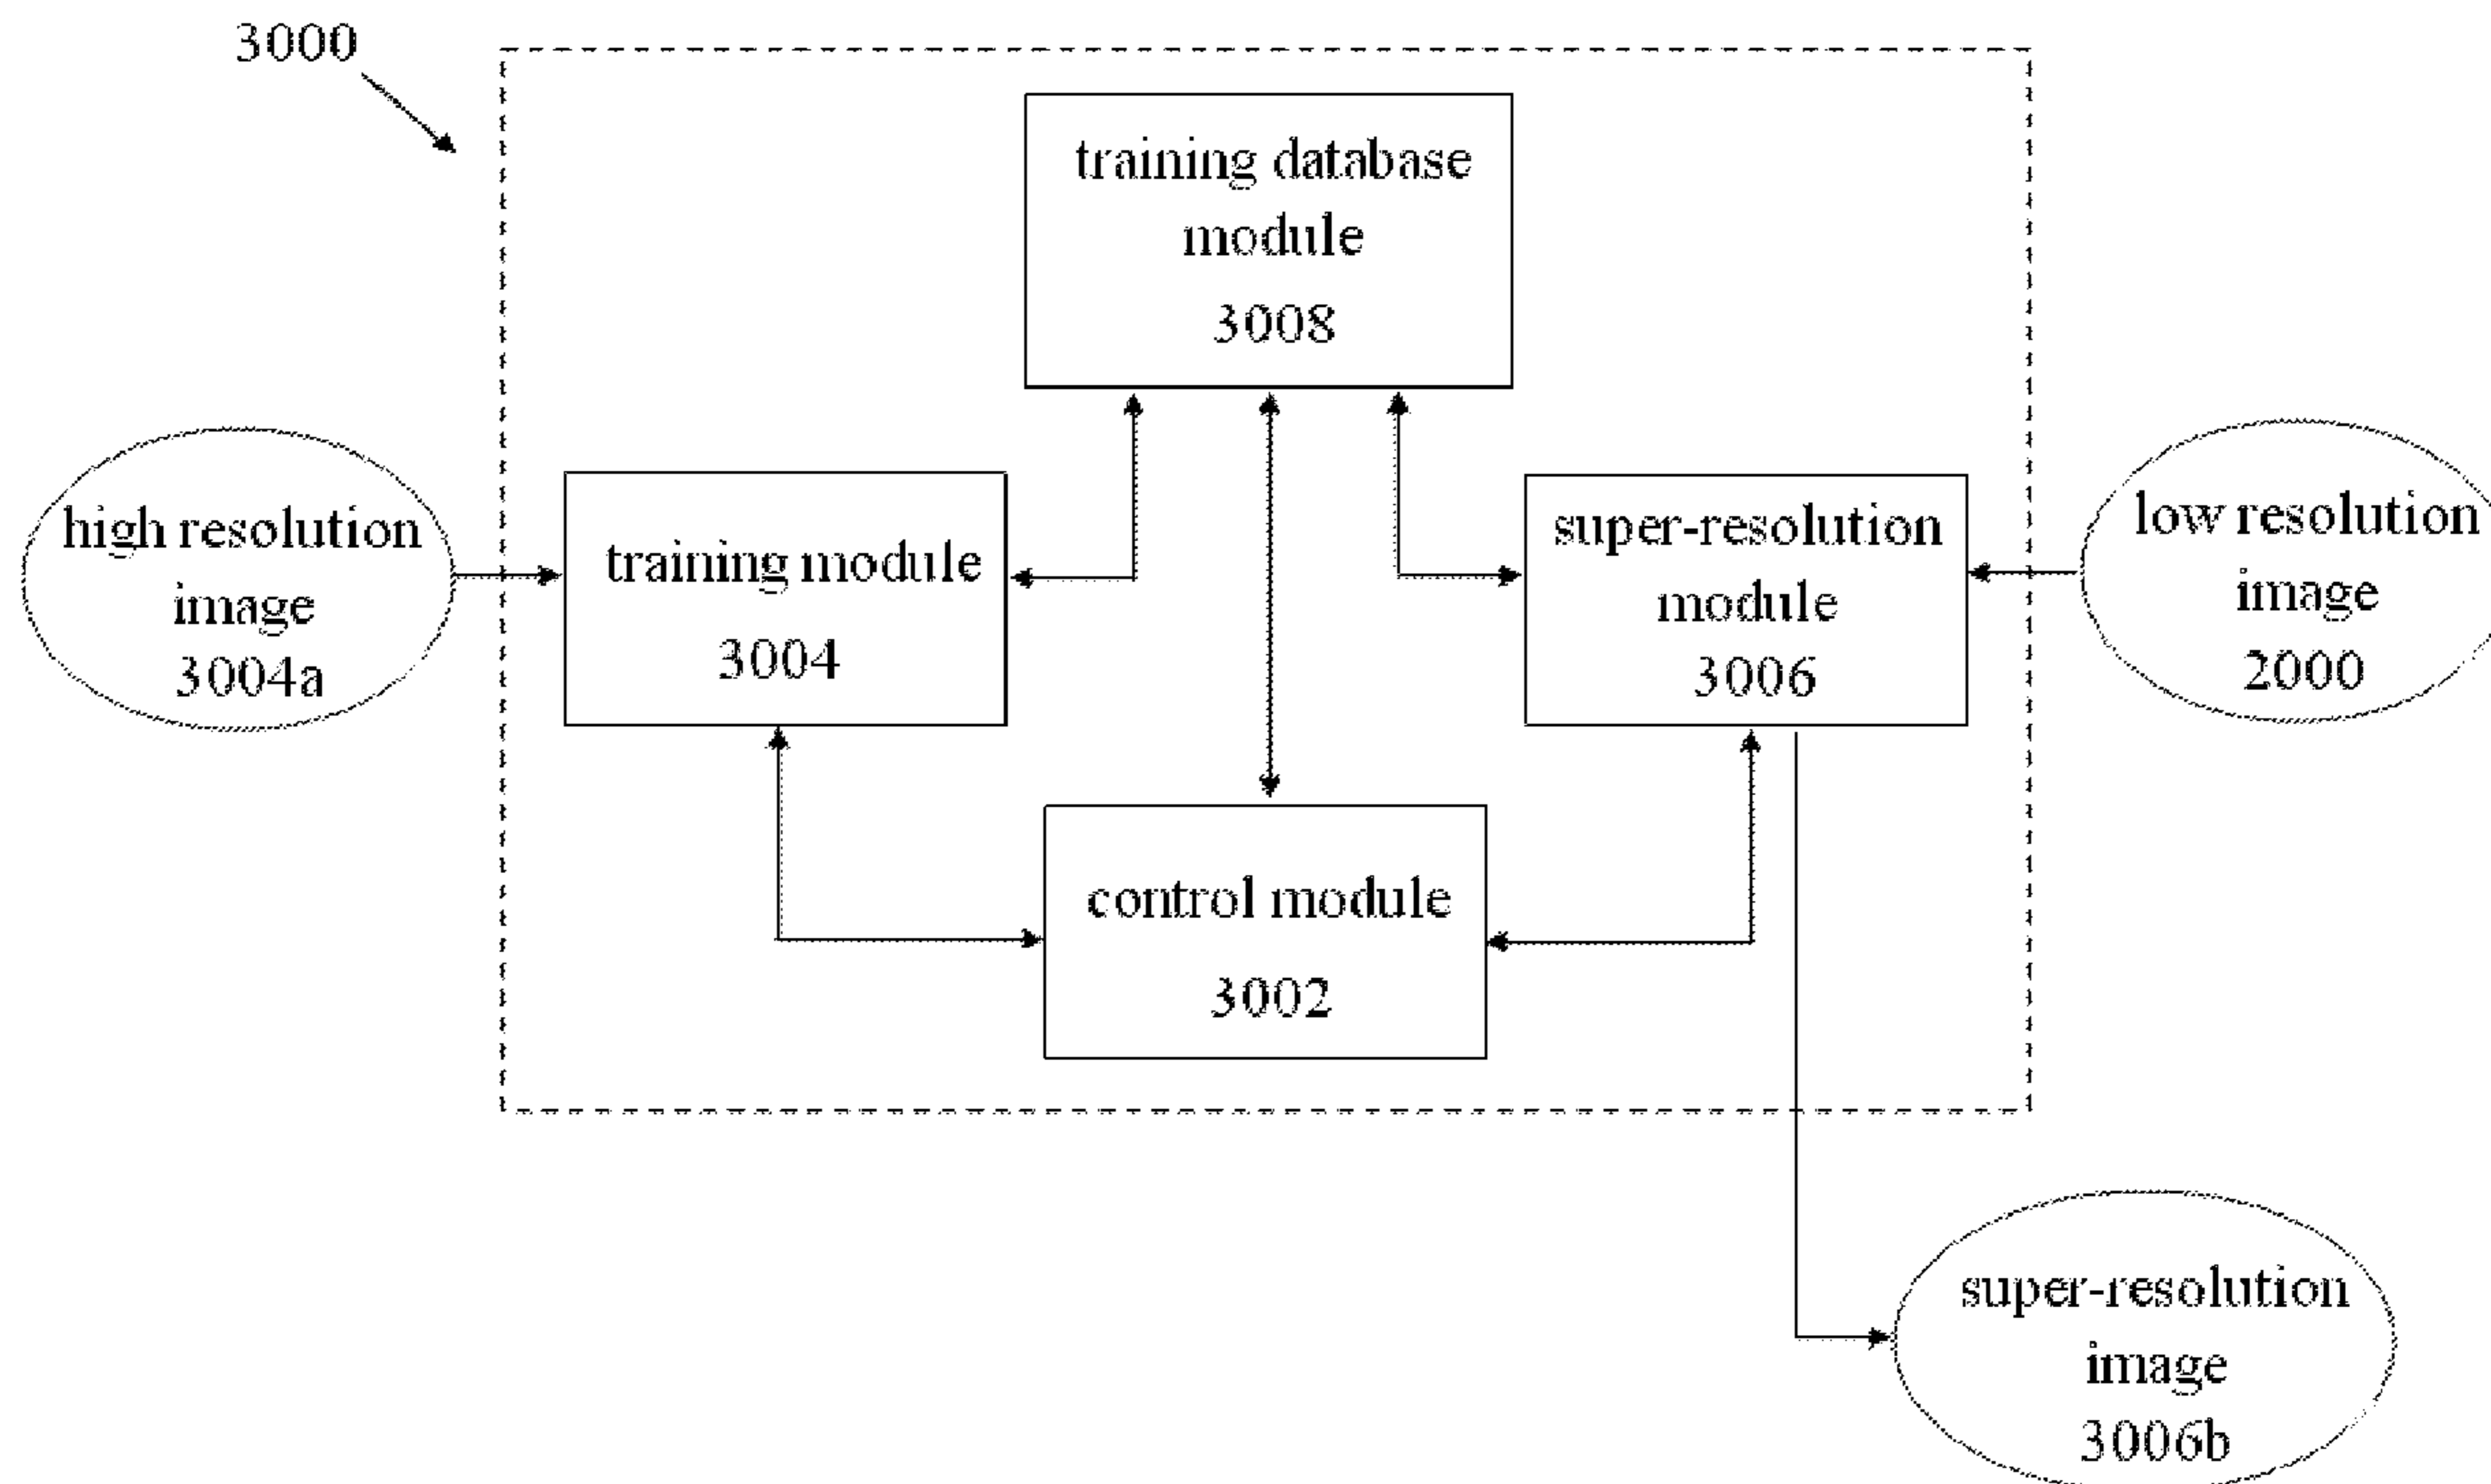 3000
training database
module
3008
high resolution
image
3004a
training module
3004
super-resolution
module
3006
low resolution
image
2000
control module
3002
super-resolution
image
3006b